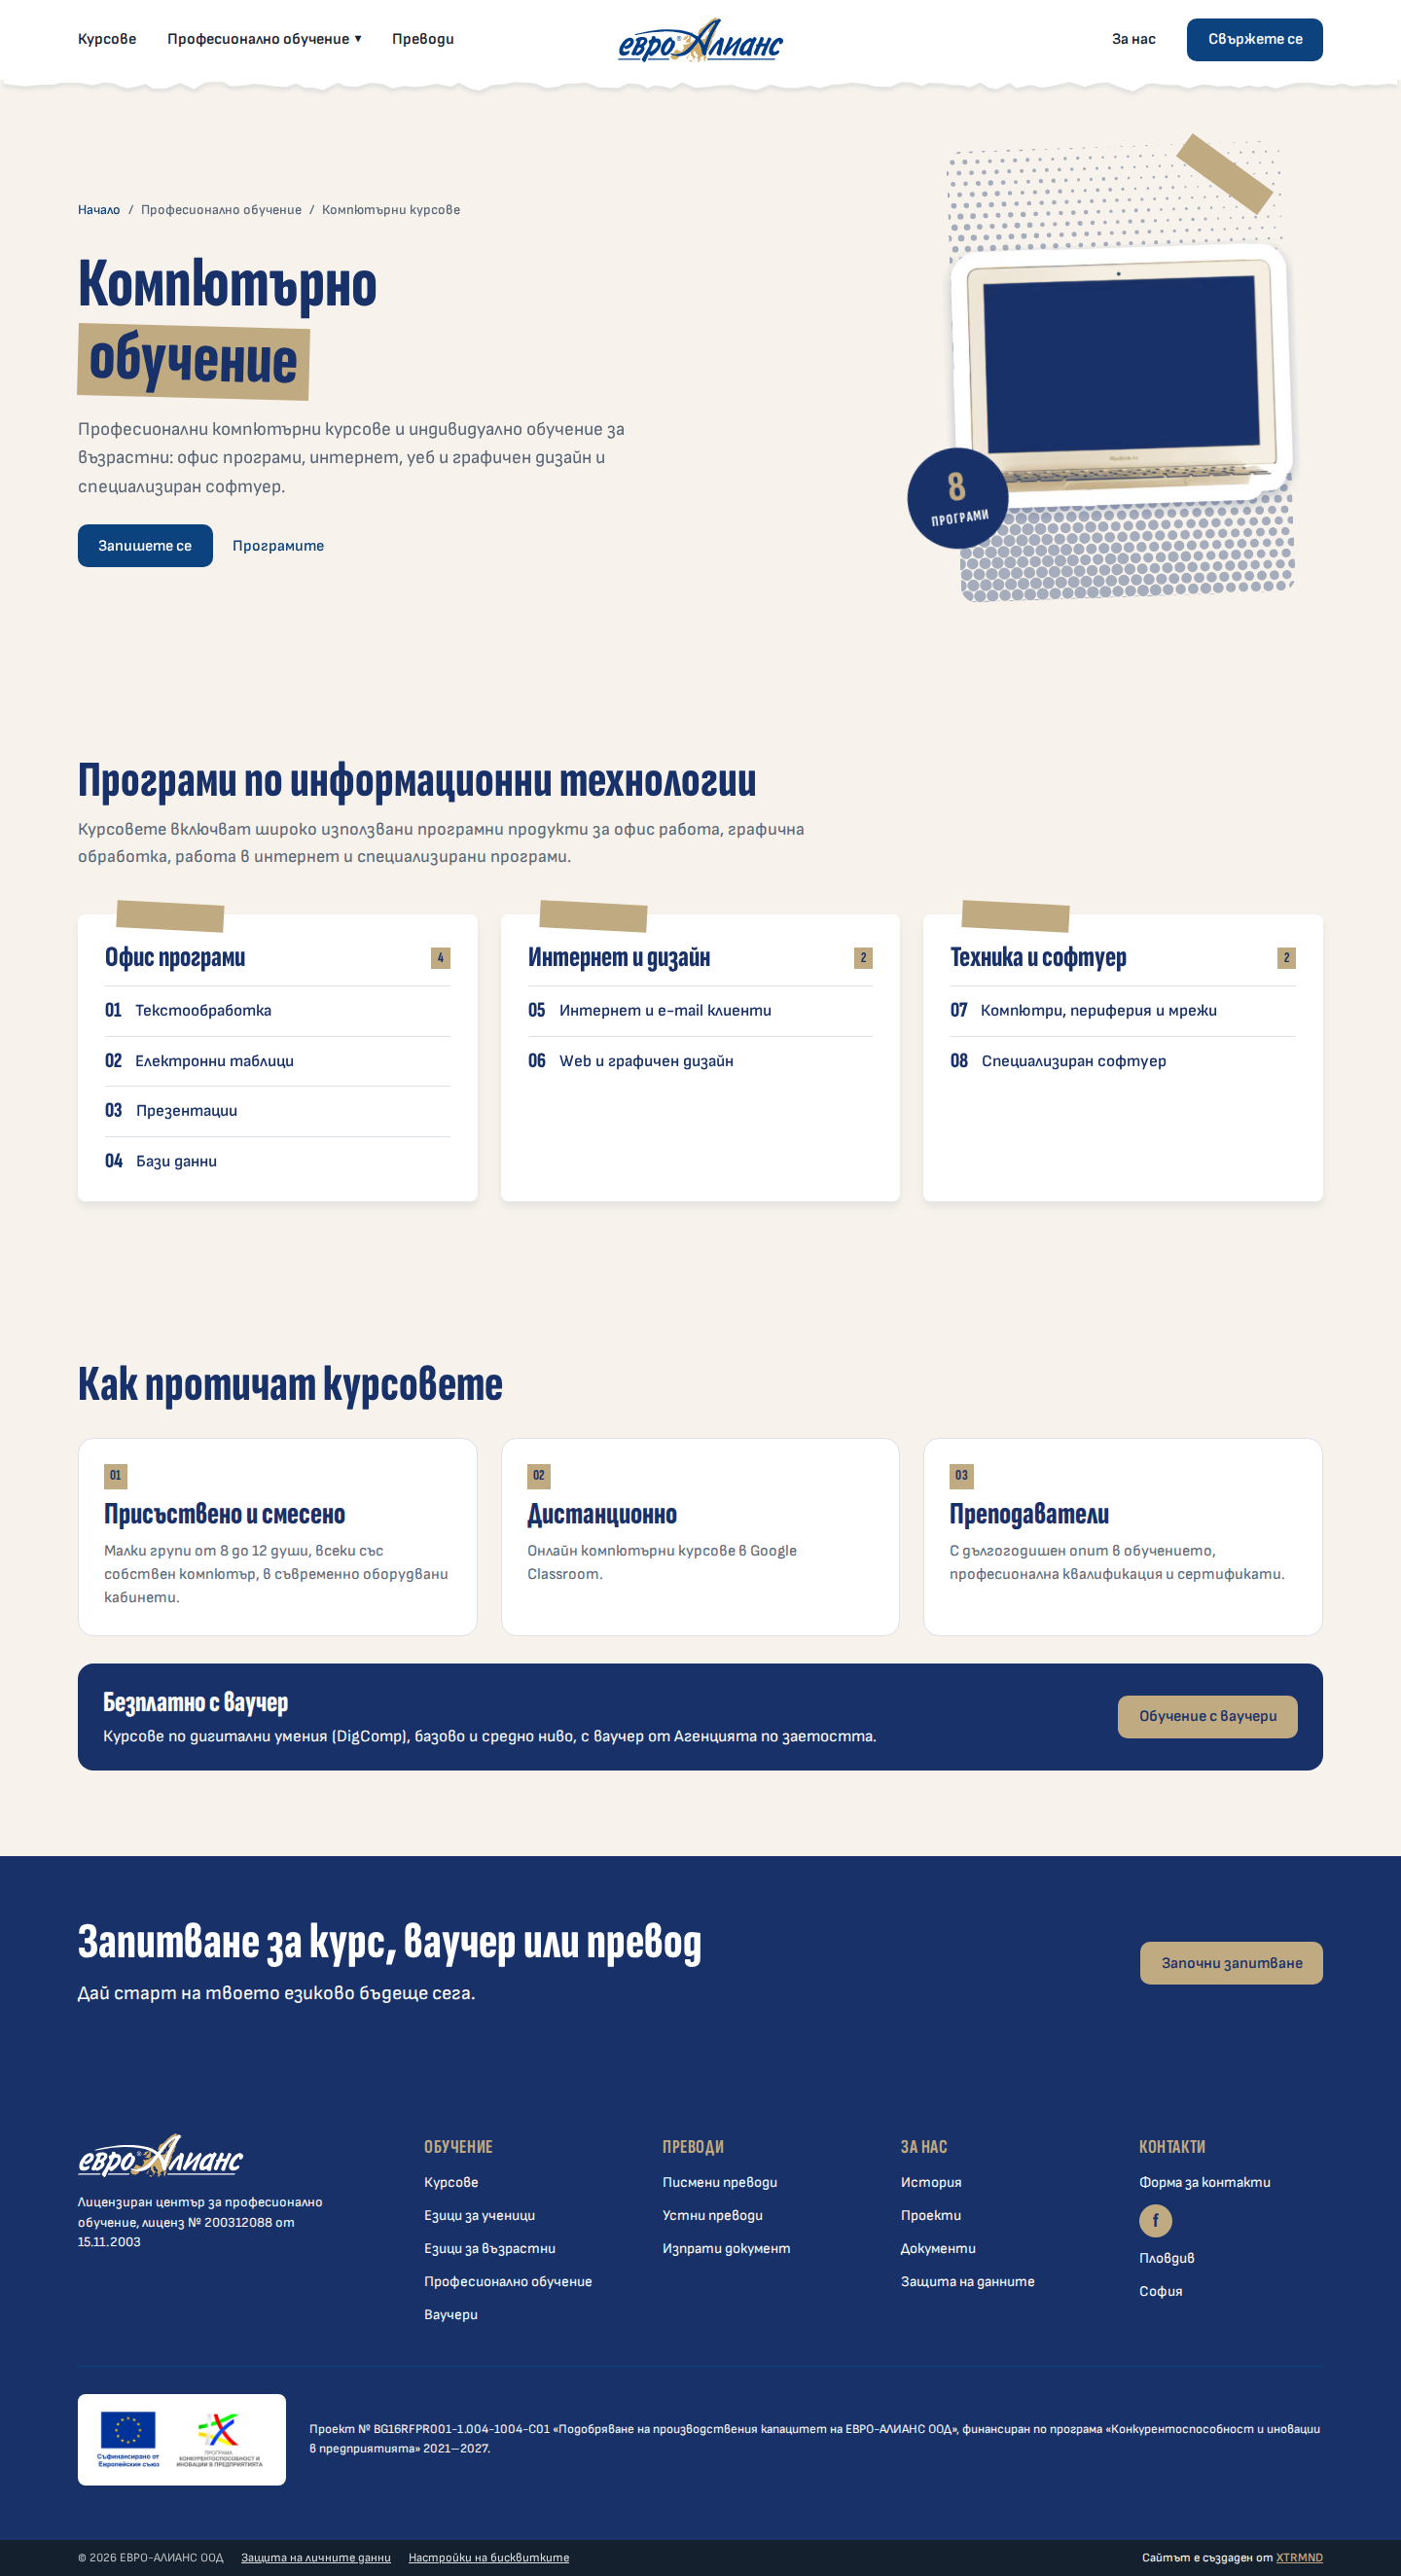 Курсове
Професионално обучение ▾
Преводи
евро Алианс ®
За нас
Свържете се
Начало / Професионално обучение / Компютърни курсове
Компютърно
обучение
Професионални компютърни курсове и индивидуално обучение за
възрастни: офис програми, интернет, уеб и графичен дизайн и
специализиран софтуер.
Запишете се
Програмите
8
ПРОГРАМИ
Програми по информационни технологии
Курсовете включват широко използвани програмни продукти за офис работа, графична
обработка, работа в интернет и специализирани програми.
Офис програми
4
01 Текстообработка
02 Електронни таблици
03 Презентации
04 Бази данни
Интернет и дизайн
2
05 Интернет и e-mail клиенти
06 Web и графичен дизайн
Техника и софтуер
2
07 Компютри, периферия и мрежи
08 Специализиран софтуер
Как протичат курсовете
01
Присъствено и смесено
Малки групи от 8 до 12 души, всеки със
собствен компютър, в съвременно оборудвани
кабинети.
02
Дистанционно
Онлайн компютърни курсове в Google
Classroom.
03
Преподаватели
С дългогодишен опит в обучението,
професионална квалификация и сертификати.
Безплатно с ваучер
Курсове по дигитални умения (DigComp), базово и средно ниво, с ваучер от Агенцията по заетостта.
Обучение с ваучери
Запитване за курс, ваучер или превод
Дай старт на твоето езиково бъдеще сега.
Започни запитване
евро Алианс ®
Лицензиран център за професионално
обучение, лиценз № 200312088 от
15.11.2003
ОБУЧЕНИЕ
Курсове
Езици за ученици
Езици за възрастни
Професионално обучение
Ваучери
ПРЕВОДИ
Писмени преводи
Устни преводи
Изпрати документ
ЗА НАС
История
Проекти
Документи
Защита на данните
КОНТАКТИ
Форма за контакти
f
Пловдив
София
Съфинансирано от
Европейския съюз
ПРОГРАМА
КОНКУРЕНТОСПОСОБНОСТ И
ИНОВАЦИИ В ПРЕДПРИЯТИЯТА
Проект № BG16RFPR001-1.004-1004-C01 «Подобряване на производствения капацитет на ЕВРО-АЛИАНС ООД», финансиран по програма «Конкурентоспособност и иновации
в предприятията» 2021–2027.
© 2026 ЕВРО-АЛИАНС ООД
Защита на личните данни
Настройки на бисквитките
Сайтът е създаден от XTRMND